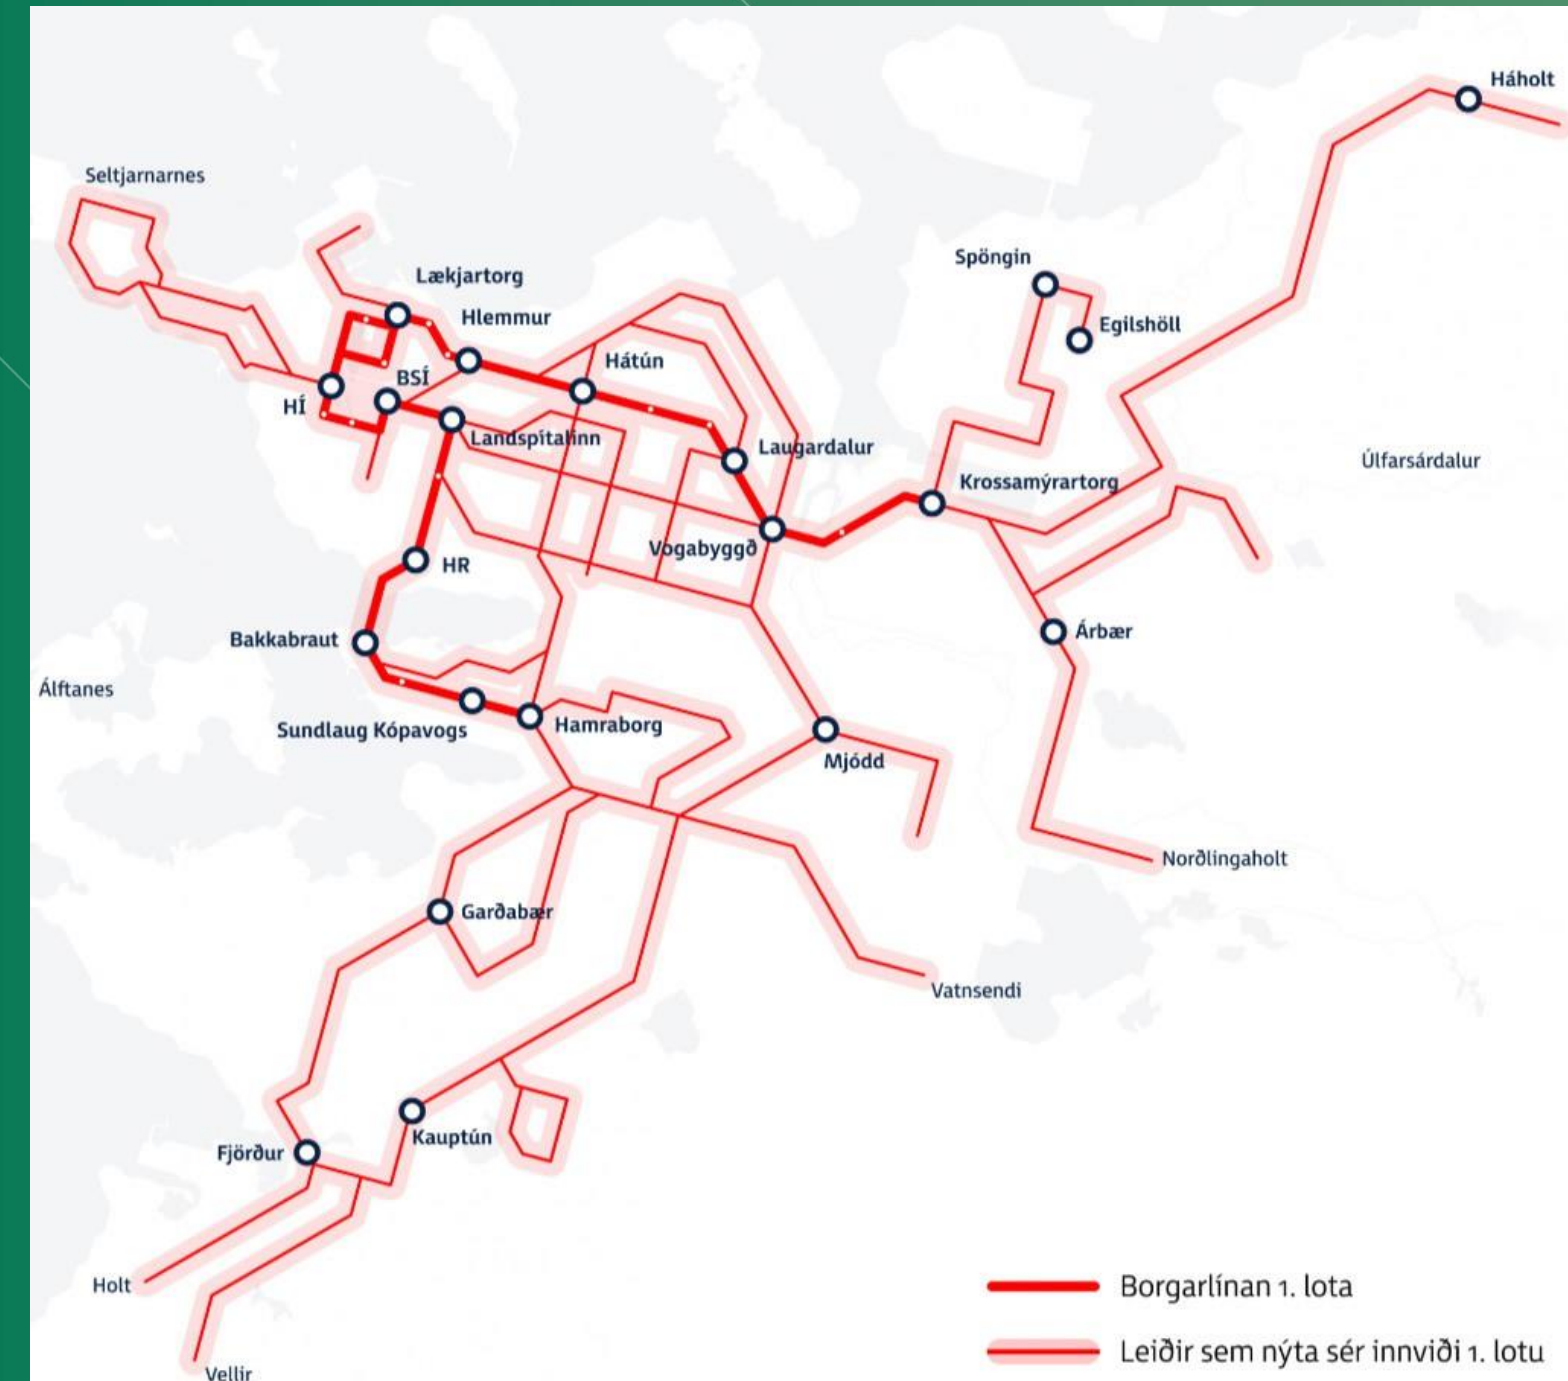 Háholt
Seltjarnarnes
Spöngin
Lækjartorg
Hlemmur
Egilshöll
Hátún
BSÍ
HÍ
Landspítalinn
Laugardalur
Úlfarsárdalur
Krossamýrartorg
Vogabyggð
HR
Árbær
Bakkabraut
Álftanes
Sundlaug Kópavogs
Hamraborg
Mjódd
Norðlingaholt
Garðabær
Vatnsendi
Kauptún
Fjörður
Holt
Borgarlínan 1. lota
Leiðir sem nýta sér innviði 1. lotu
Vellir